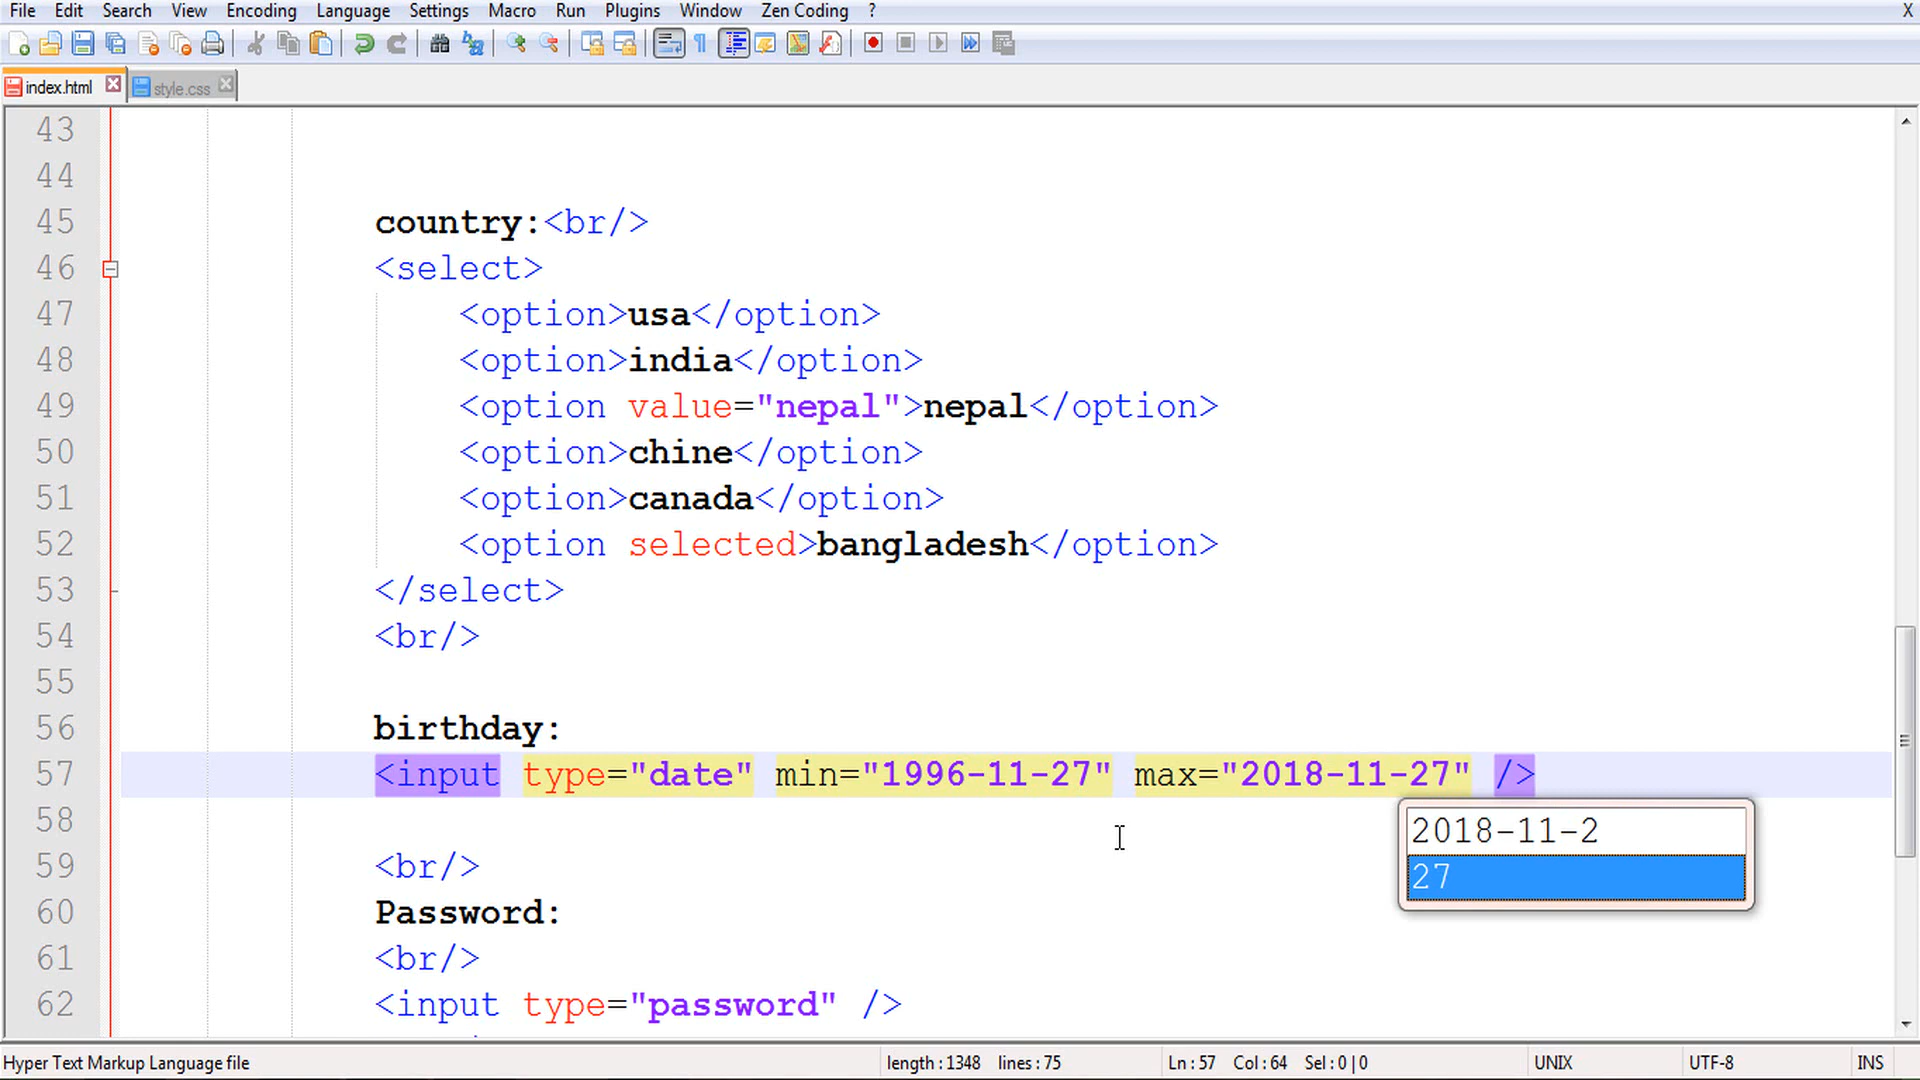 File Edit Search View Encoding Language Settings Macro Run Plugins Window Zen Coding ? X
index.html style.css
43
44
45 country:<br/>
46 <select>
47 <option>usa</option>
48 <option>india</option>
49 <option value="nepal">nepal</option>
50 <option>chine</option>
51 <option>canada</option>
52 <option selected>bangladesh</option>
53 </select>
54 <br/>
55
56 birthday:
57 <input type="date" min="1996-11-27" max="2018-11-27" />
58
2018-11-2
59 <br/>
27
60 Password:
61 <br/>
62 <input type="password" />
Hyper Text Markup Language file length : 1348 lines : 75 Ln : 57 Col : 64 Sel : 0 | 0 UNIX UTF-8 INS